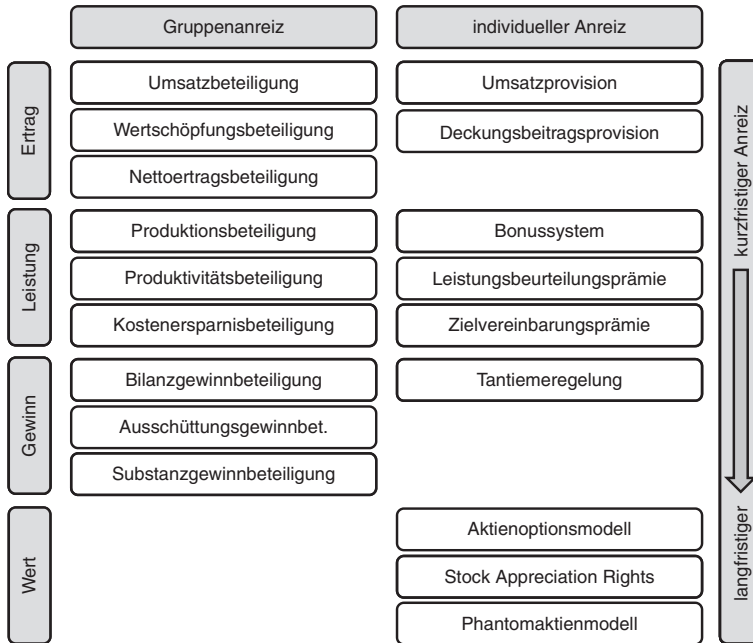 Gruppenanreiz
individueller Anreiz
Ertrag
Umsatzbeteiligung
Umsatzprovision
Wertschöpfungsbeteiligung
Deckungsbeitragsprovision
Nettoertragsbeteiligung
Leistung
Produktionsbeteiligung
Bonussystem
Produktivitätsbeteiligung
Leistungsbeurteilungsprämie
Kostenersparnisbeteiligung
Zielvereinbarungsprämie
Gewinn
Bilanzgewinnbeteiligung
Tantiemeregelung
Ausschüttungsgewinnbet.
Substanzgewinnbeteiligung
Wert
Aktienoptionsmodell
Stock Appreciation Rights
Phantomaktienmodell
kurzfristiger Anreiz
langfristiger